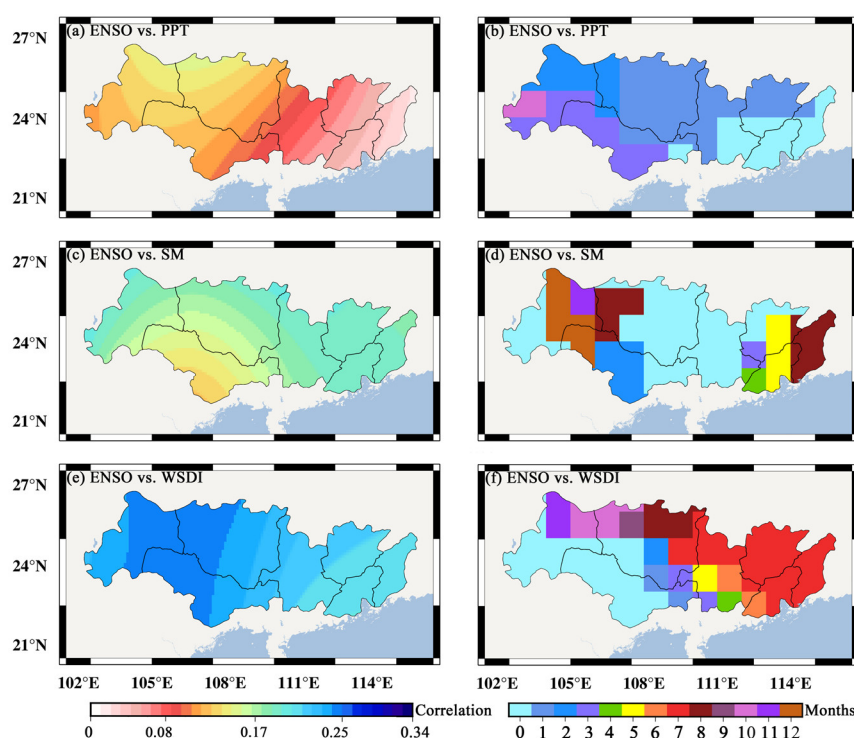 (a) ENSO vs. PPT
(b) ENSO vs. PPT
27°N
24°N
21°N
(c) ENSO vs. SM
(d) ENSO vs. SM
27°N
24°N
21°N
(e) ENSO vs. WSDI
(f) ENSO vs. WSDI
27°N
24°N
21°N
102°E 105°E 108°E 111°E 114°E
102°E 105°E 108°E 111°E 114°E
Correlation
Months
0 0.08 0.17 0.25 0.34
0 1 2 3 4 5 6 7 8 9 10 11 12